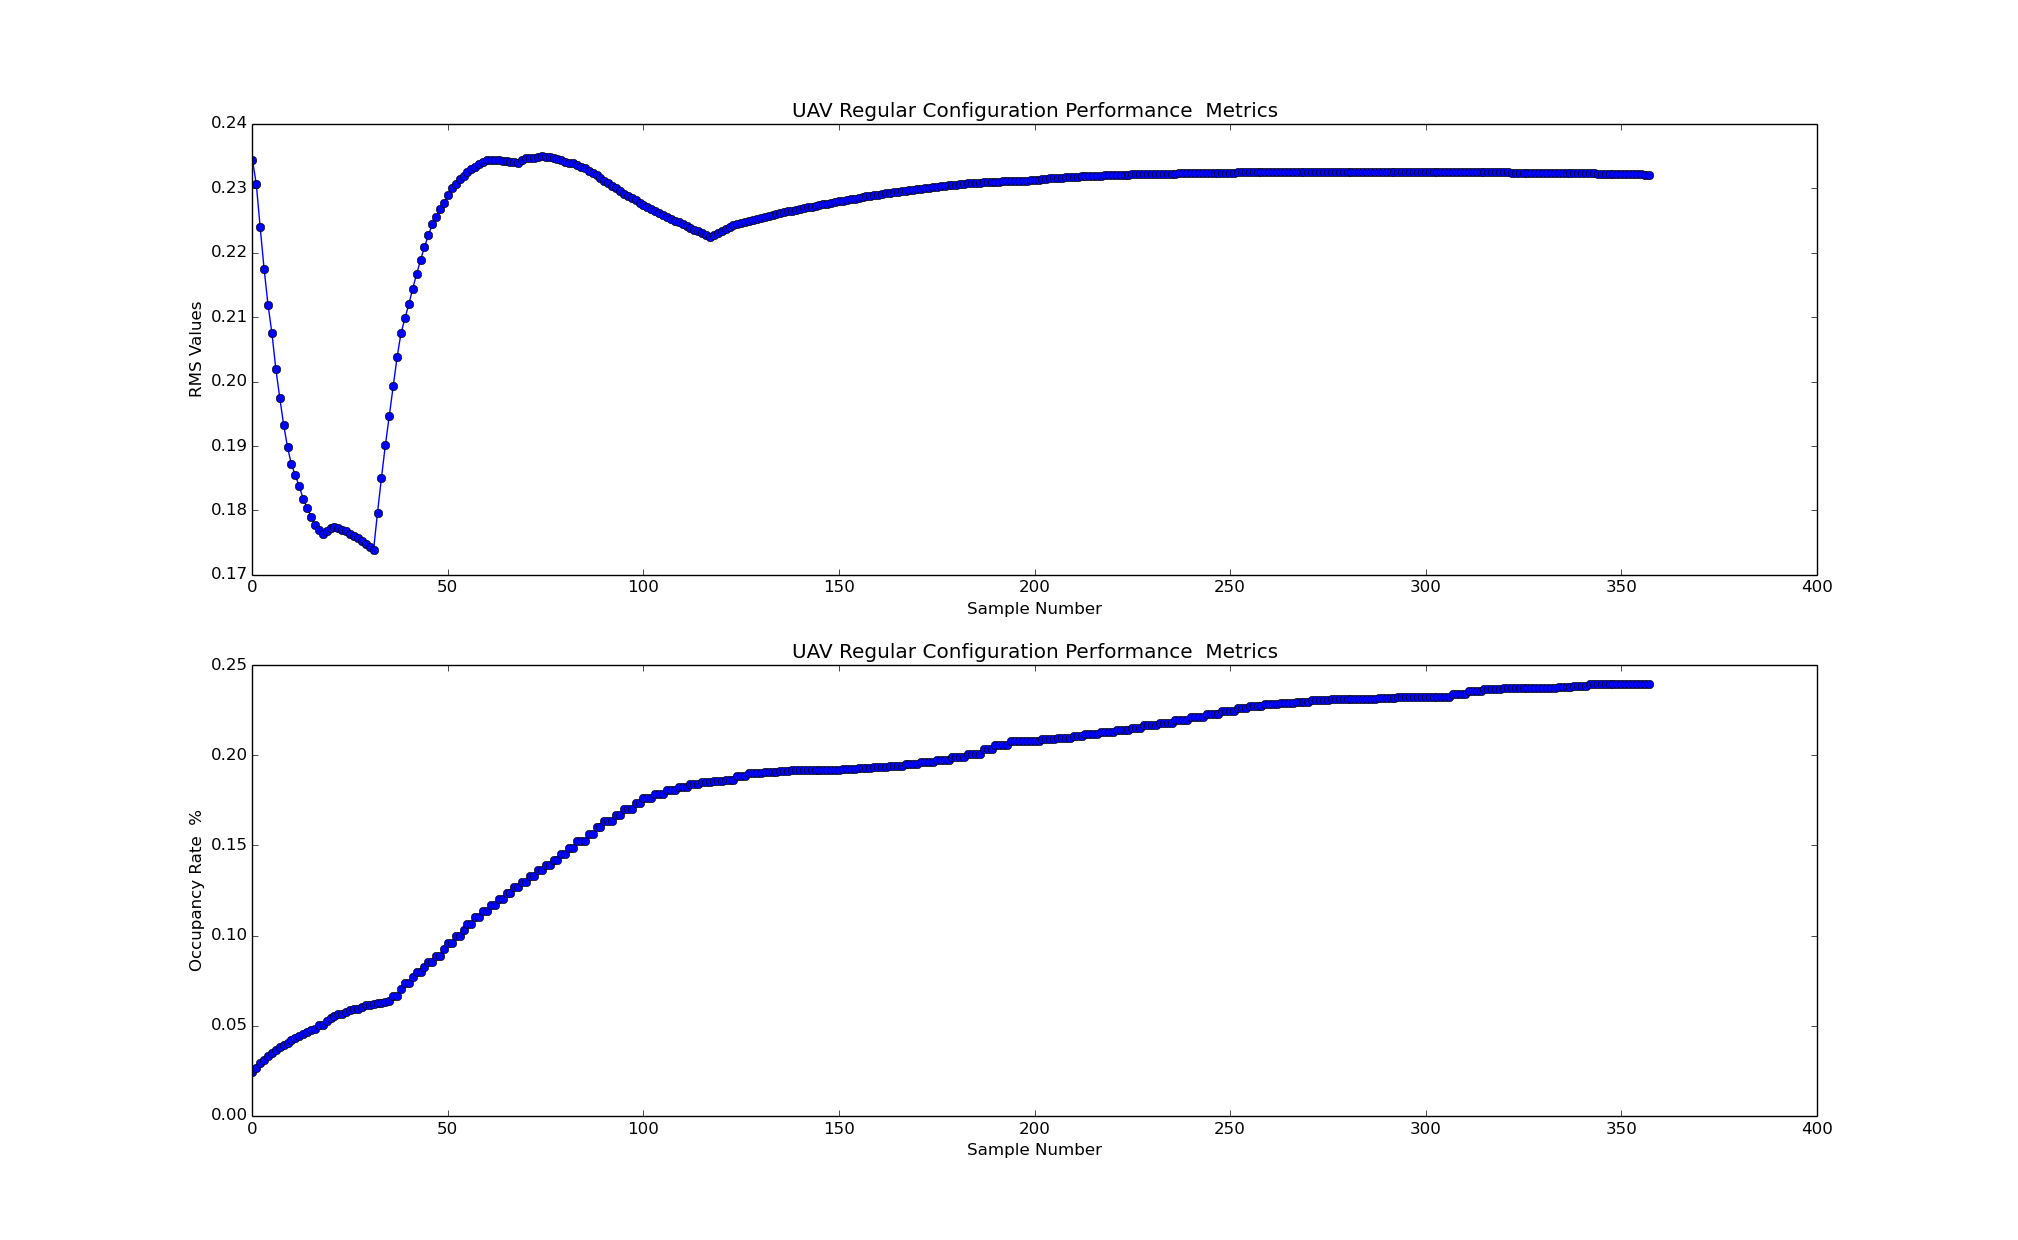 UAV Regular Configuration Performance  Metrics
0.24
0.23
0.22
0.21
0.20
0.19
0.18
0.17
RMS Values
0 50 100 150 200 250 300 350 400
Sample Number
UAV Regular Configuration Performance  Metrics
0.25
0.20
0.15
0.10
0.05
0.00
Occupancy Rate  %
0 50 100 150 200 250 300 350 400
Sample Number